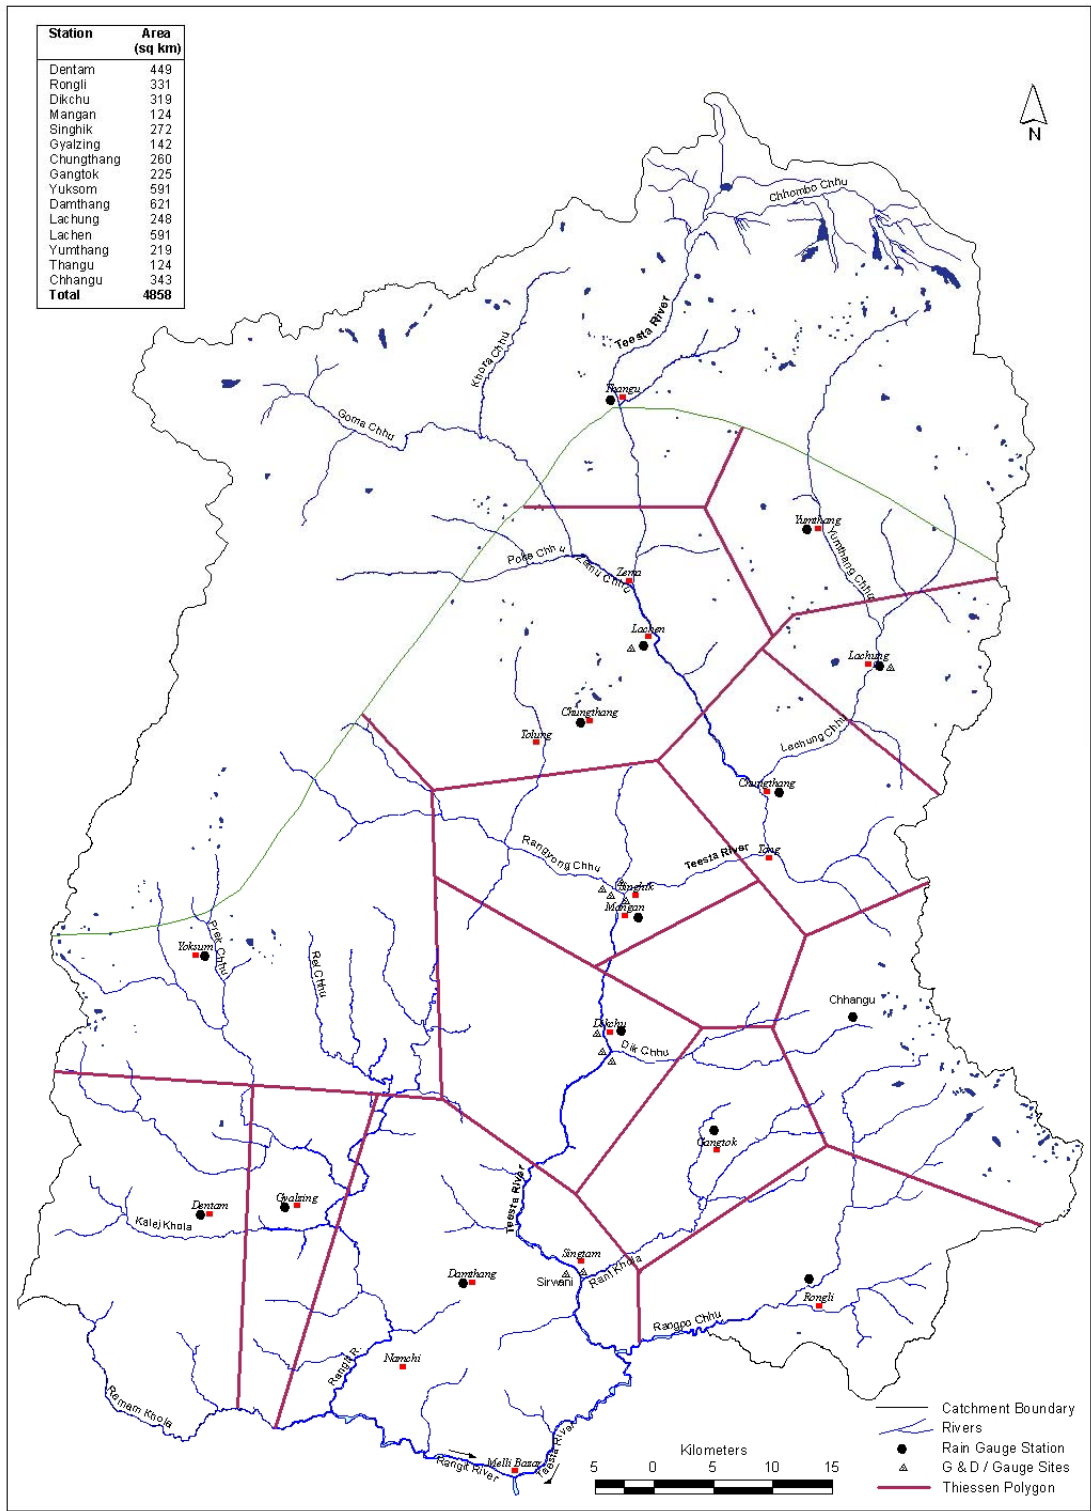 Station Area
(sq km)
Dentam 449
Rongli 331
Dikchu 319
Mangan 124
Singhik 272
Gyalzing 142
Chungthang 260
Gangtok 225
Yuksom 591
Damthang 621
Lachung 248
Lachen 591
Yumthang 219
Thangu 124
Chhangu 343
Total 4858
N
Chhombo Chhu
Teesta River
Khora Chhu
Thangu
Goma Chhu
Yumthang
Poke Chhu
Zemu Chhu
Yumthang Chhu
Zema
Lachen
Lachung
Chungthang
Tolung
Lachung Chhu
Chungthang
Rangyong Chhu
Teesta River
Tong
Singhik
Mangan
Prek Chhu
Yoksum
Rel Chhu
Chhangu
Dikchu
Dik Chhu
Gangtok
Teesta River
Dentam
Gyalzing
Kalej Khola
Singtam
Sirwani
Rani Khola
Damthang
Rongli
Rangpo Chhu
Rangit R.
Namchi
Ramam Khola
Catchment Boundary
Rivers
Rain Gauge Station
G & D / Gauge Sites
Thiessen Polygon
Kilometers
5 0 5 10 15
Rangit River
Melli Bazar
Teesta River